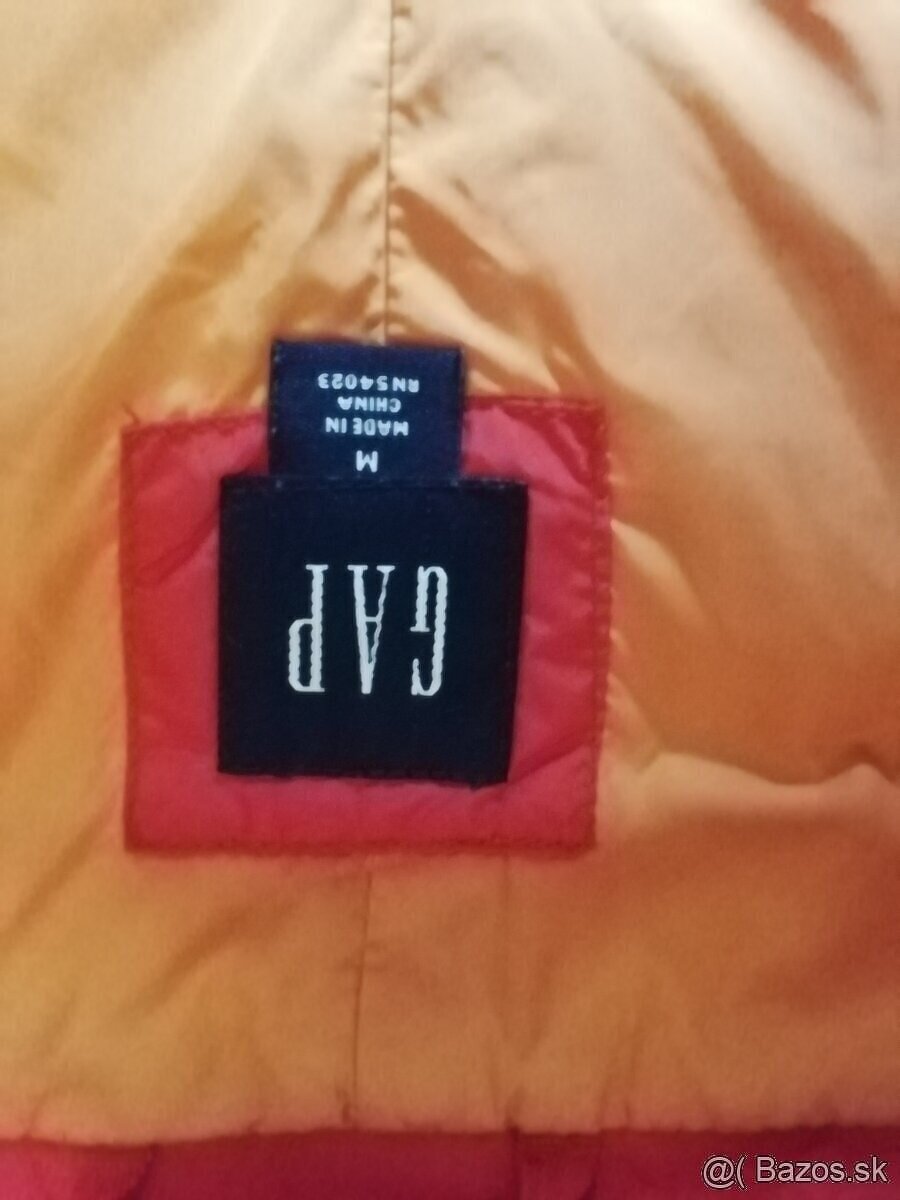 GAP
M
MADE IN
CHINA
RN54023
@( Bazos.sk